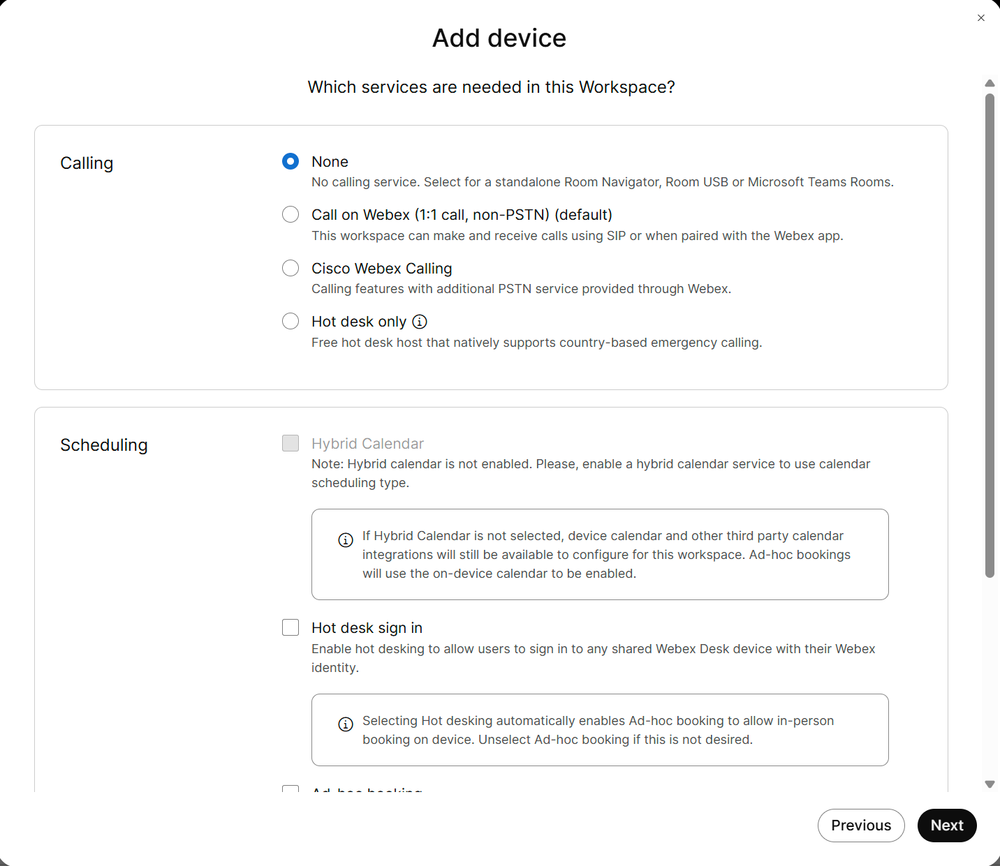 Add device
Which services are needed in this Workspace?
Calling
None
No calling service. Select for a standalone Room Navigator, Room USB or Microsoft Teams Rooms.
Call on Webex (1:1 call, non-PSTN) (default)
This workspace can make and receive calls using SIP or when paired with the Webex app.
Cisco Webex Calling
Calling features with additional PSTN service provided through Webex.
Hot desk only
Free hot desk host that natively supports country-based emergency calling.
Scheduling
Hybrid Calendar
Note: Hybrid calendar is not enabled. Please, enable a hybrid calendar service to use calendar
scheduling type.
If Hybrid Calendar is not selected, device calendar and other third party calendar
integrations will still be available to configure for this workspace. Ad-hoc bookings
will use the on-device calendar to be enabled.
Hot desk sign in
Enable hot desking to allow users to sign in to any shared Webex Desk device with their Webex
identity.
Selecting Hot desking automatically enables Ad-hoc booking to allow in-person
booking on device. Unselect Ad-hoc booking if this is not desired.
Ad-hoc booking
Previous
Next